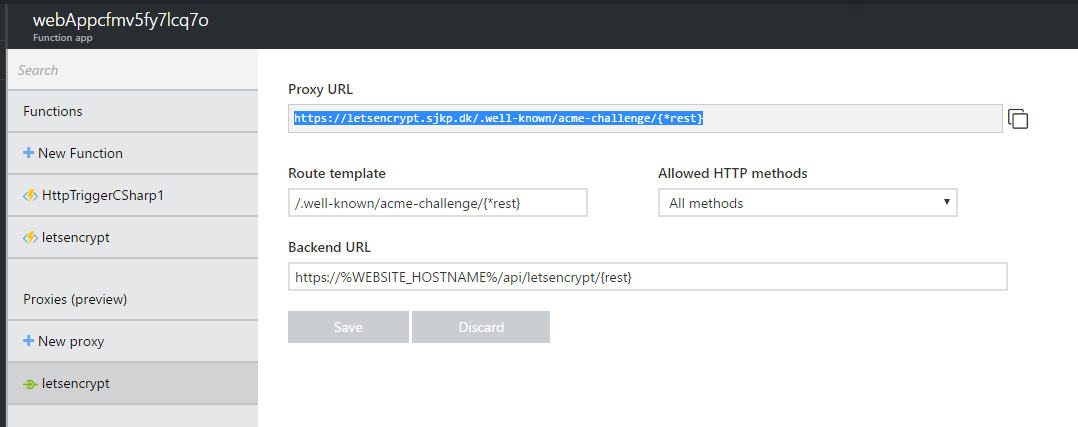 webAppcfmv5fy7lcq7o
Function app
Search
Functions
+ New Function
HttpTriggerCSharp1
letsencrypt
Proxies (preview)
+ New proxy
letsencrypt
Proxy URL
https://letsencrypt.sjkp.dk/.well-known/acme-challenge/{*rest}
Route template
/.well-known/acme-challenge/{*rest}
Allowed HTTP methods
All methods
Backend URL
https://%WEBSITE_HOSTNAME%/api/letsencrypt/{rest}
Save
Discard